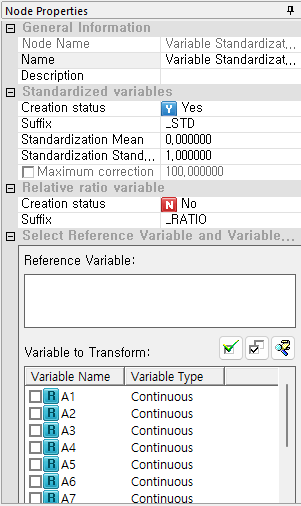 Node Properties
General Information
Node Name Variable Standardizat...
Name Variable Standardizat...
Description
Standardized variables
Creation status Y Yes
Suffix _STD
Standardization Mean 0,000000
Standardization Stand... 1,000000
Maximum correction 100,000000
Relative ratio variable
Creation status N No
Suffix _RATIO
Select Reference Variable and Variable...
Reference Variable:
Variable to Transform:
Variable Name Variable Type
R A1 Continuous
R A2 Continuous
R A3 Continuous
R A4 Continuous
R A5 Continuous
R A6 Continuous
R A7 Continuous